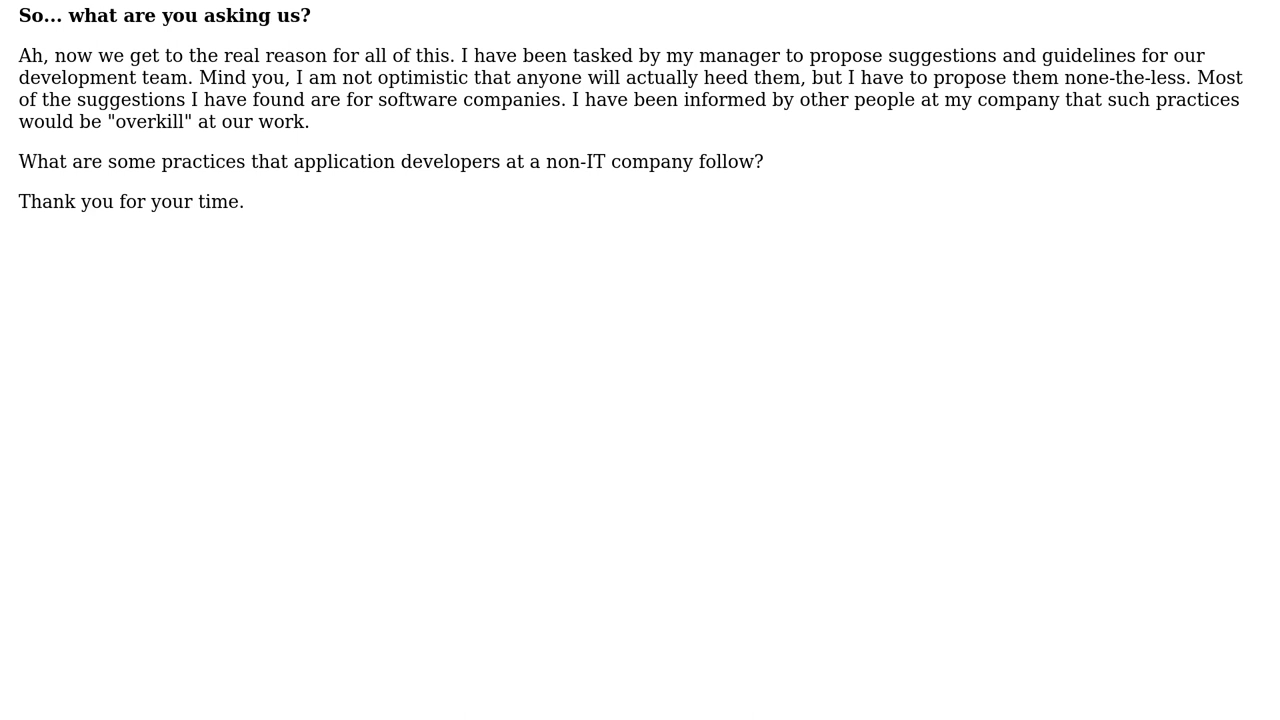 So... what are you asking us?
Ah, now we get to the real reason for all of this. I have been tasked by my manager to propose suggestions and guidelines for our
development team. Mind you, I am not optimistic that anyone will actually heed them, but I have to propose them none-the-less. Most
of the suggestions I have found are for software companies. I have been informed by other people at my company that such practices
would be "overkill" at our work.
What are some practices that application developers at a non-IT company follow?
Thank you for your time.